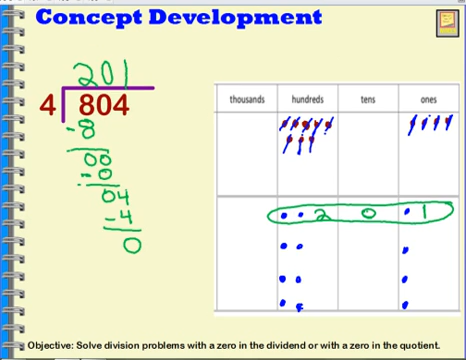 Concept Development
201
4 804
-8
00
-0
04
-4
0
thousands hundreds tens ones
2 0 1
Objective: Solve division problems with a zero in the dividend or with a zero in the quotient.